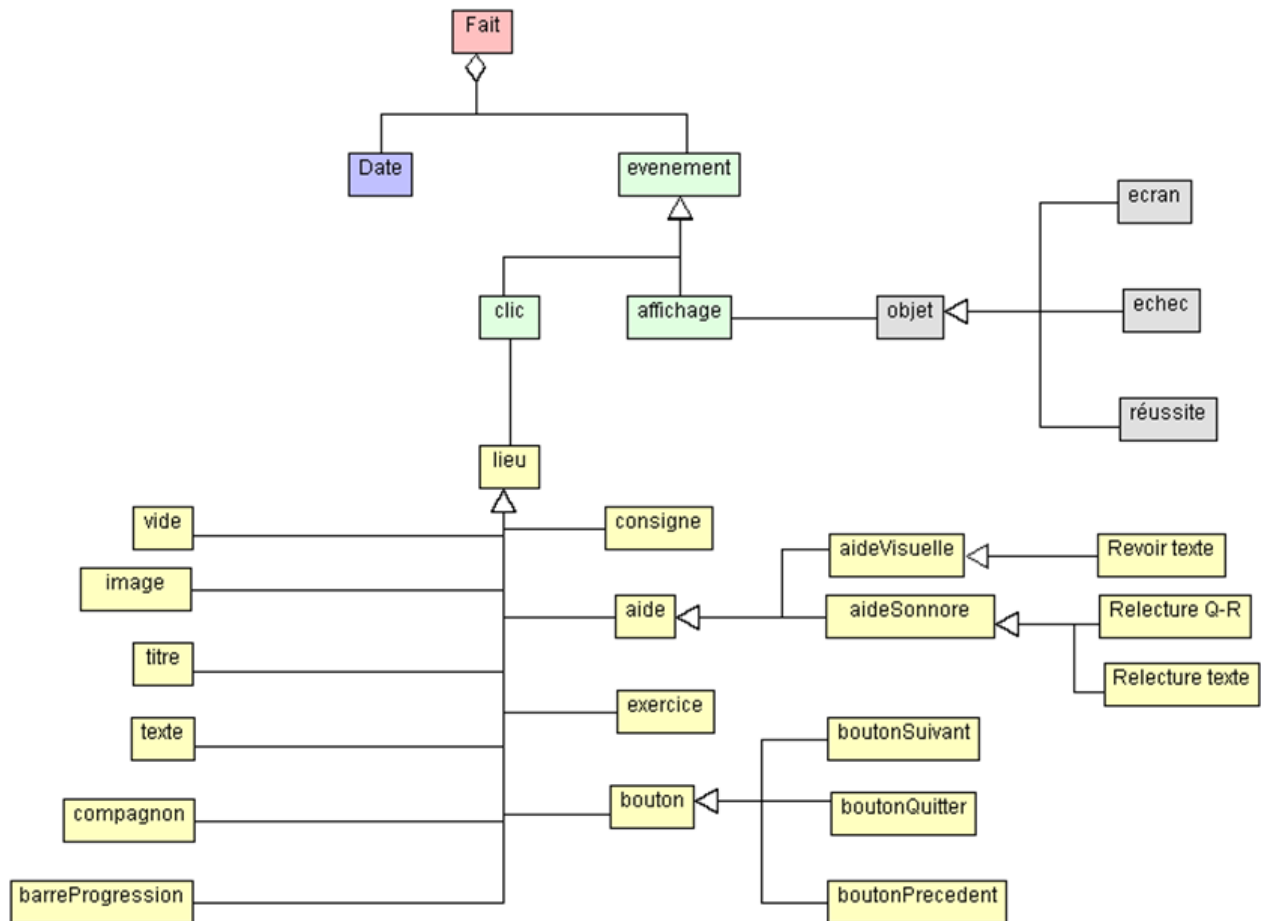 Fait
Date
evenement
ecran
clic
affichage
objet
echec
réussite
lieu
vide
consigne
aideVisuelle
Revoir texte
image
aide
aideSonnore
Relecture Q-R
titre
Relecture texte
exercice
texte
boutonSuivant
bouton
boutonQuitter
compagnon
barreProgression
boutonPrecedent